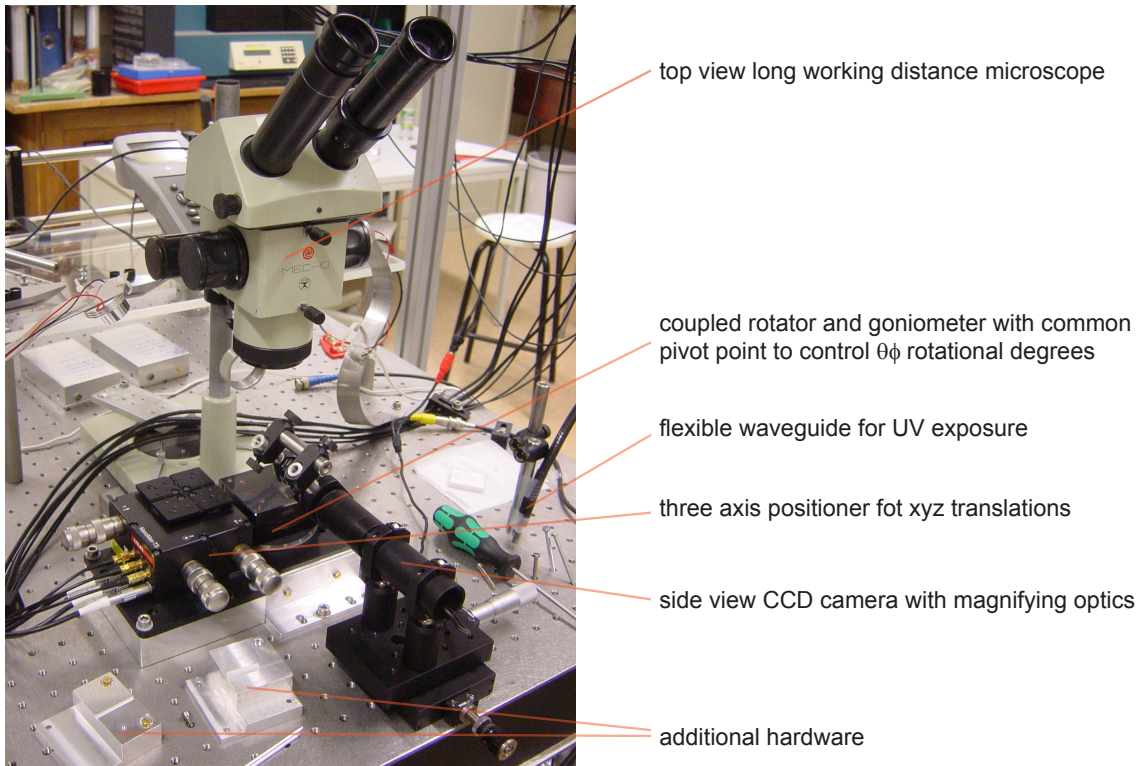 top view long working distance microscope
МБС-10
coupled rotator and goniometer with common
pivot point to control θϕ rotational degrees
flexible waveguide for UV exposure
three axis positioner fot xyz translations
side view CCD camera with magnifying optics
additional hardware